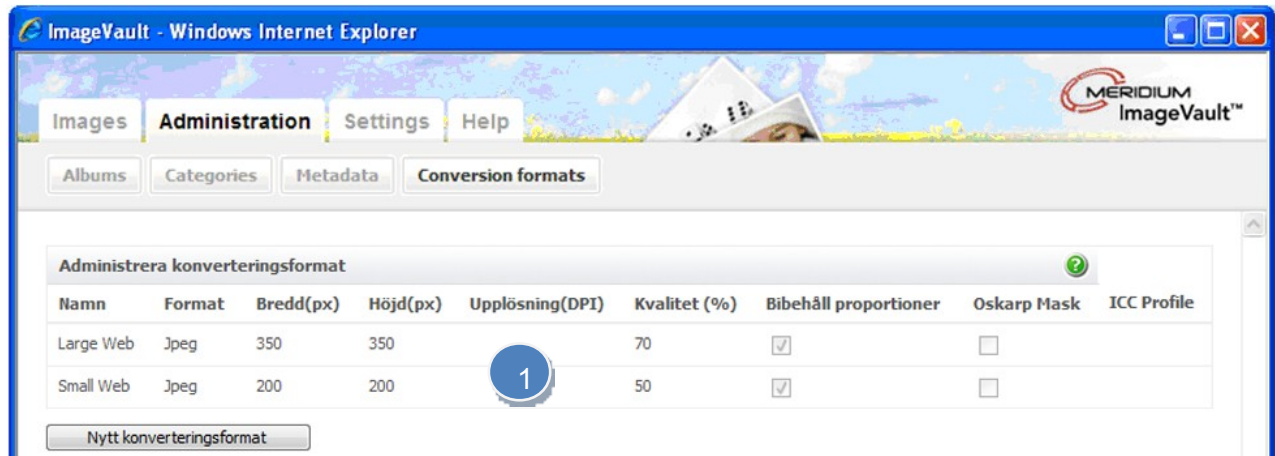 ImageVault - Windows Internet Explorer
MERIDIUM
ImageVault™
Images Administration Settings Help
Albums Categories Metadata Conversion formats
Administrera konverteringsformat
Namn Format Bredd(px) Höjd(px) Upplösning(DPI) Kvalitet (%) Bibehåll proportioner Oskarp Mask ICC Profile
Large Web Jpeg 350 350 70
1
Small Web Jpeg 200 200 50
Nytt konverteringsformat